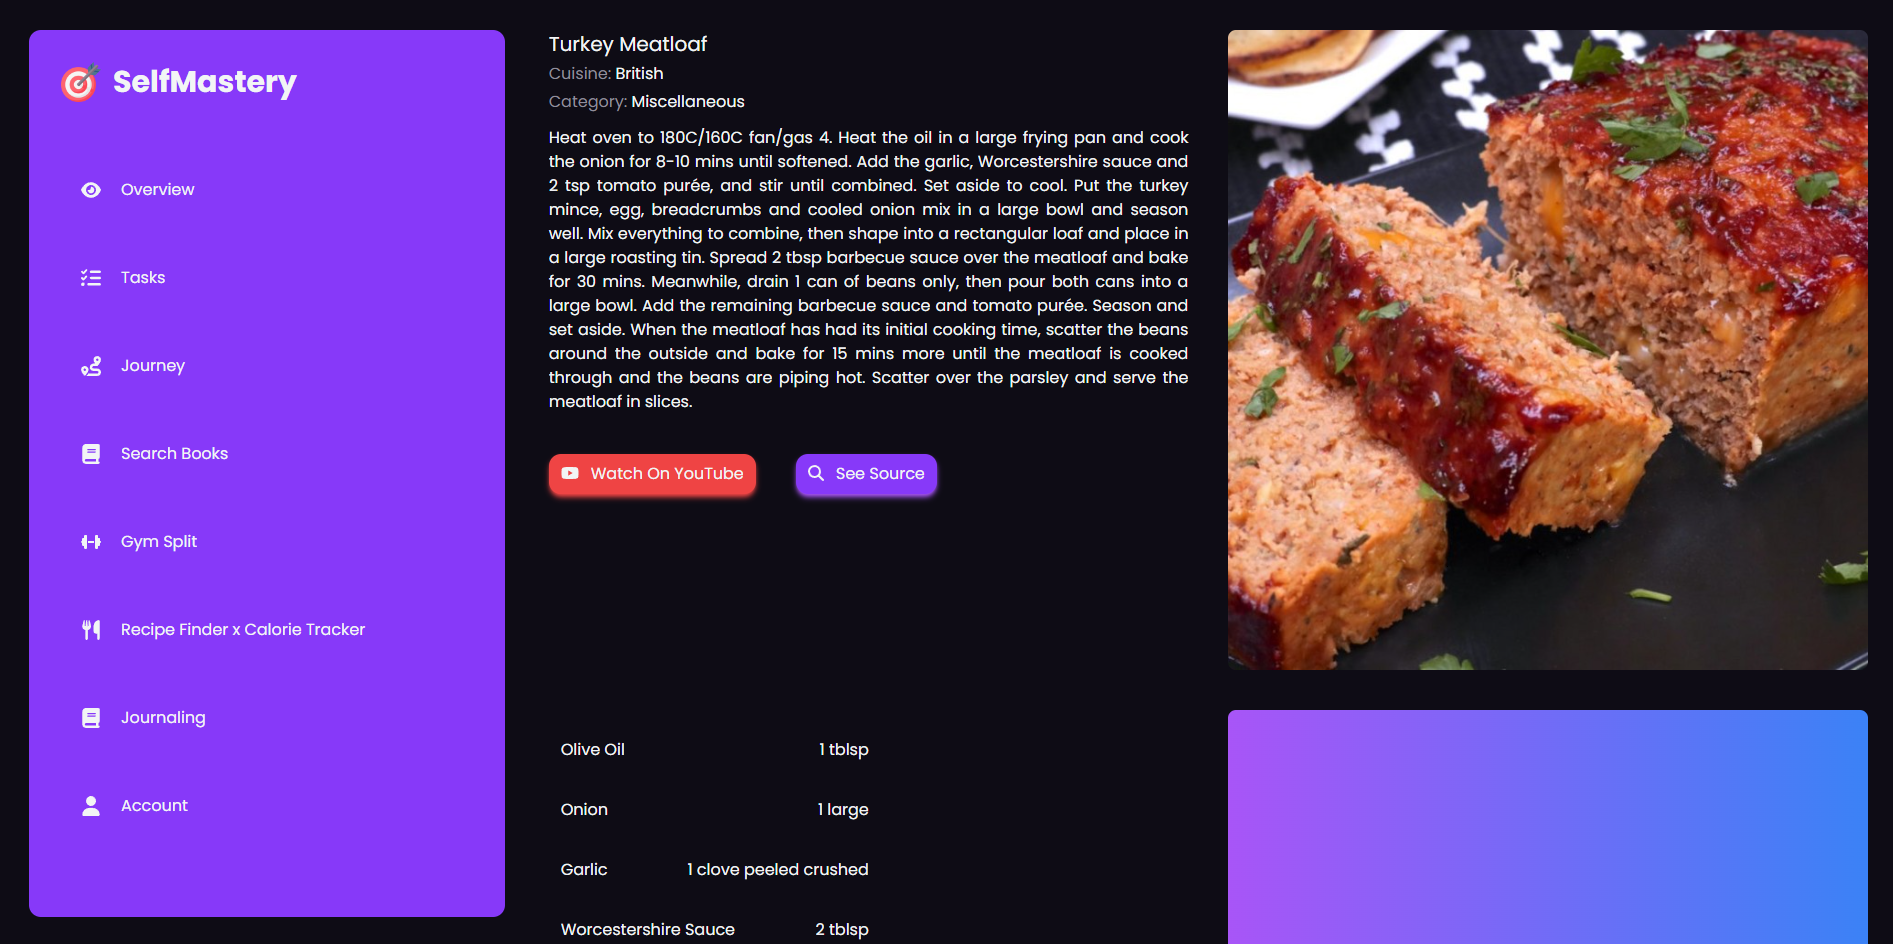 SelfMastery
Overview
Tasks
Journey
Search Books
Gym Split
Recipe Finder x Calorie Tracker
Journaling
Account
Turkey Meatloaf
Cuisine: British
Category: Miscellaneous
Heat oven to 180C/160C fan/gas 4. Heat the oil in a large frying pan and cook
the onion for 8-10 mins until softened. Add the garlic, Worcestershire sauce and
2 tsp tomato purée, and stir until combined. Set aside to cool. Put the turkey
mince, egg, breadcrumbs and cooled onion mix in a large bowl and season
well. Mix everything to combine, then shape into a rectangular loaf and place in
a large roasting tin. Spread 2 tbsp barbecue sauce over the meatloaf and bake
for 30 mins. Meanwhile, drain 1 can of beans only, then pour both cans into a
large bowl. Add the remaining barbecue sauce and tomato purée. Season and
set aside. When the meatloaf has had its initial cooking time, scatter the beans
around the outside and bake for 15 mins more until the meatloaf is cooked
through and the beans are piping hot. Scatter over the parsley and serve the
meatloaf in slices.
Watch On YouTube
See Source
Olive Oil 1 tblsp
Onion 1 large
Garlic 1 clove peeled crushed
Worcestershire Sauce 2 tblsp